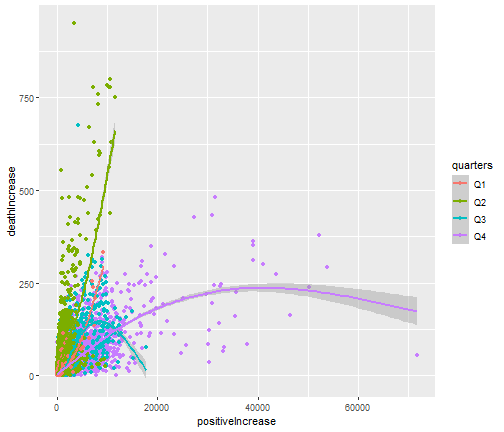 750
500
250
0
deathIncrease
0
20000
40000
60000
positiveIncrease
quarters
Q1
Q2
Q3
Q4